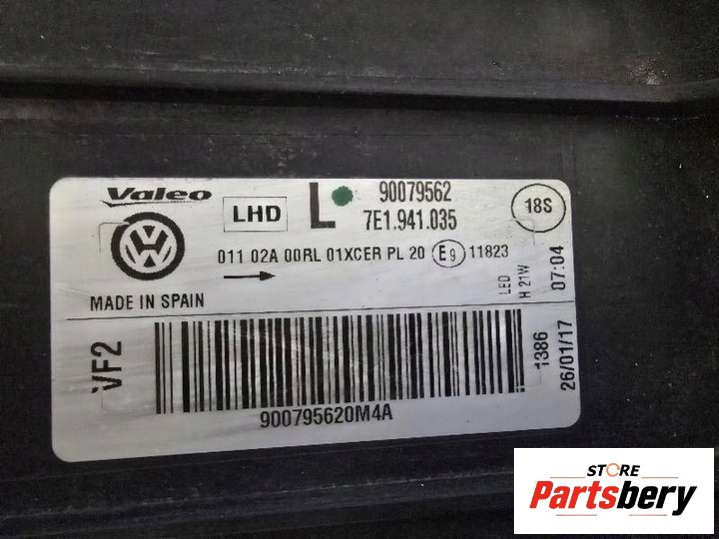 Valeo LHD L 90079562
7E1.941.035 18S
VW
011 02A 00RL 01XCER PL 20 E9 11823
MADE IN SPAIN
LED
H 21W
07:04
VF2
1386
26/01/17
900795620M4A
STORE
Partsbery